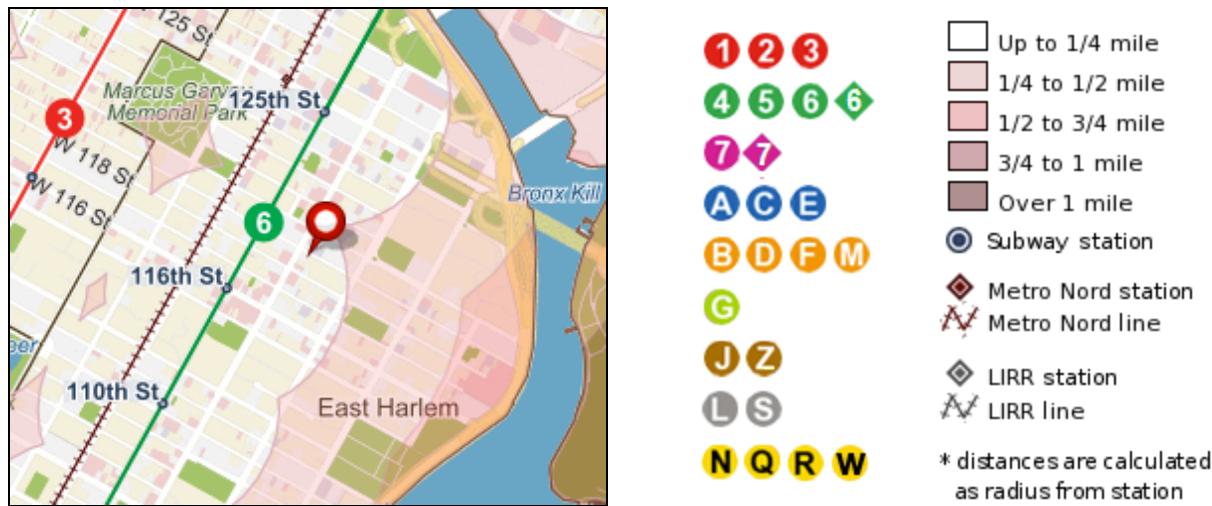 125 St
Marcus Garvey
125th St
Memorial Park
3
W 118 St
W 116 St
Bronx Kill
6
116th St
eer
110th St
East Harlem
1 2 3
4 5 6 6
7 7
A C E
B D F M
G
J Z
L S
N Q R W
Up to 1/4 mile
1/4 to 1/2 mile
1/2 to 3/4 mile
3/4 to 1 mile
Over 1 mile
Subway station
Metro Nord station
Metro Nord line
LIRR station
LIRR line
* distances are calculated
as radius from station